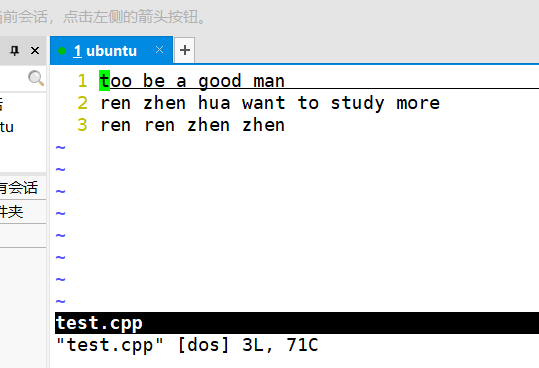 前会话，点击左侧的箭头按钮。
1 ubuntu
1 too be a good man
tu
2 ren zhen hua want to study more
3 ren ren zhen zhen
~
~
~
有会话
~
件夹
~
~
~
~
~
test.cpp
"test.cpp" [dos] 3L, 71C